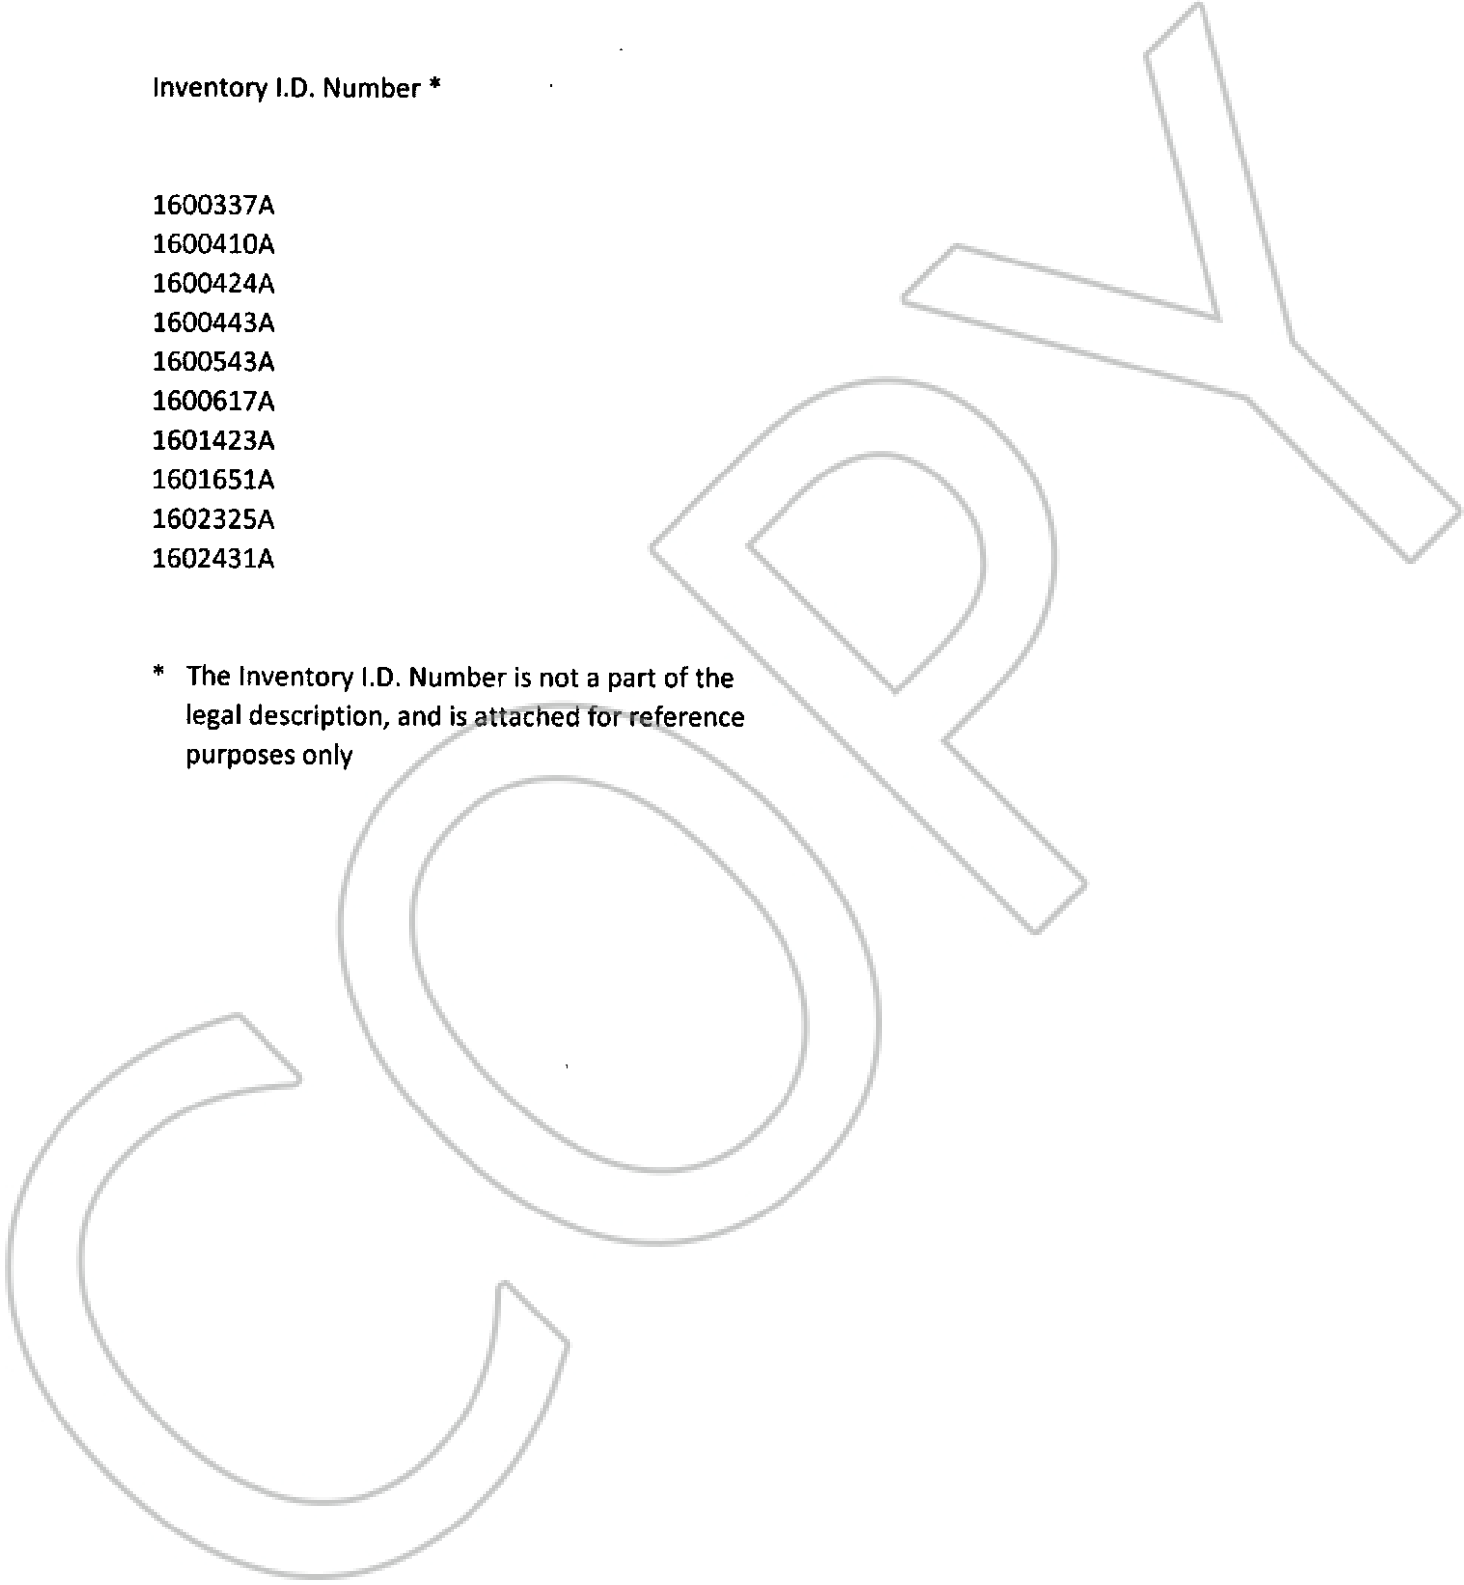 Inventory I.D. Number *
1600337A
1600410A
1600424A
1600443A
1600543A
1600617A
1601423A
1601651A
1602325A
1602431A
* The Inventory I.D. Number is not a part of the
legal description, and is attached for reference
purposes only
COPY